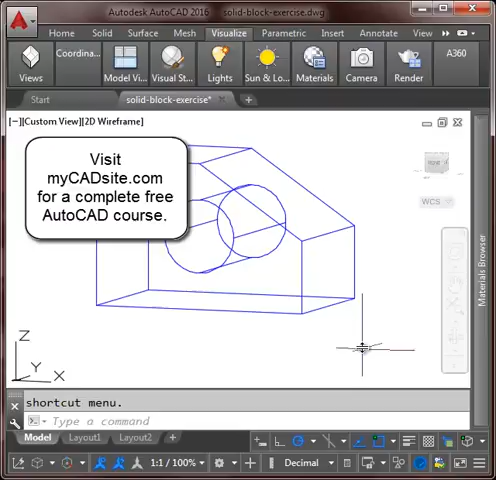 Autodesk AutoCAD 2016 solid-block-exercise.dwg
Home Solid Surface Mesh Visualize Parametric Insert Annotate View
Coordina... A360
Views Model Vi... Visual St... Lights Sun & Lo... Materials Camera Render
Start solid-block-exercise* +
[−][Custom View][2D Wireframe]
Visit
myCADsite.com
for a complete free
AutoCAD course.
WCS
Materials Browser
Z
Y
X
shortcut menu.
Type a command
Model Layout1 Layout2 +
1:1 / 100% Decimal